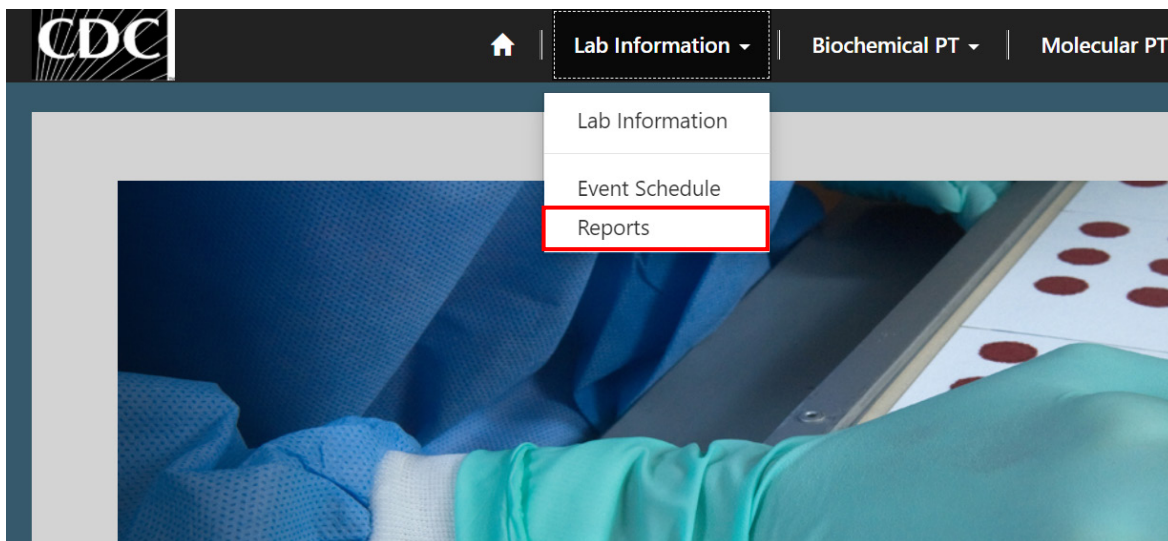 CDC
Lab Information
Biochemical PT
Molecular PT
Lab Information
Event Schedule
Reports